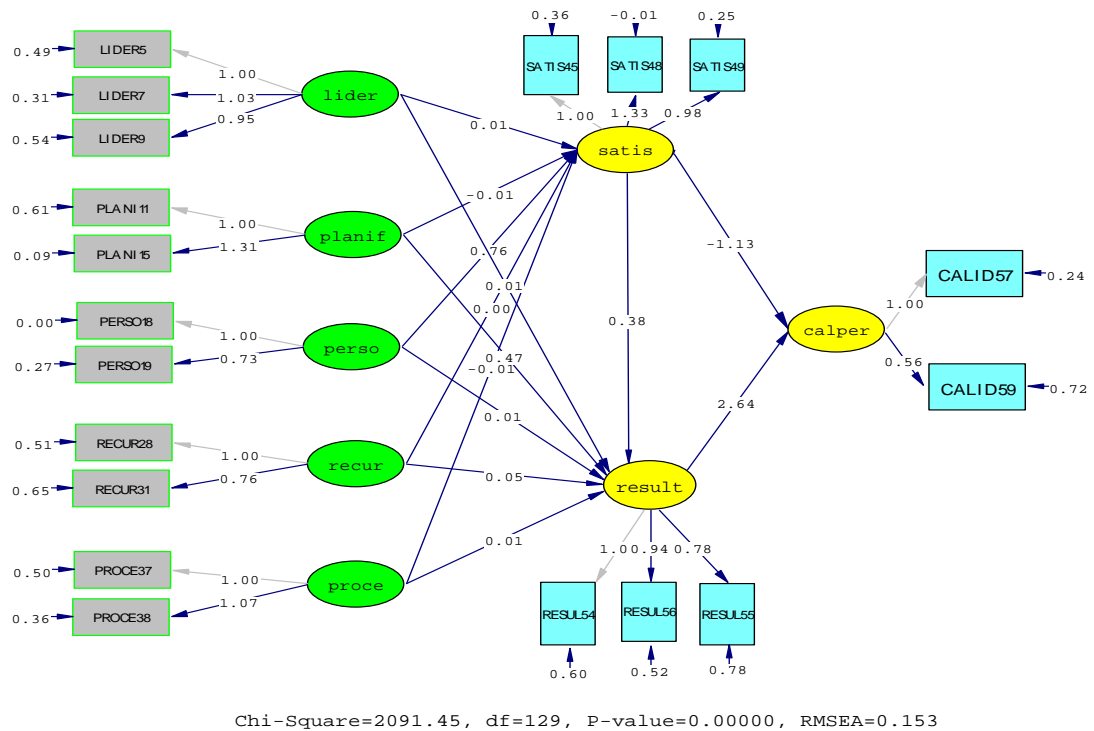 0.36 -0.01 0.25
0.49 LIDER5 SATIS45 SATIS48 SATIS49
1.00
0.31 LIDER7 1.03 lider
0.95 1.00 1.33 0.98
0.54 LIDER9 0.01 satis
0.61 PLANI11
1.00 -0.01
0.09 PLANI15 1.31 planif 0.76 -1.13
CALID57 0.24
0.01 1.00
0.00
0.00 PERSO18 0.38 calper
1.00
0.27 PERSO19 0.73 perso 0.47 0.56
-0.01 CALID59 0.72
0.01 2.64
0.51 RECUR28
1.00
0.65 RECUR31 0.76 recur 0.05 result
0.50 PROCE37 0.01
1.00 1.00 0.94 0.78
0.36 PROCE38 1.07 proce
RESUL54 RESUL56 RESUL55
0.60 0.52 0.78
Chi-Square=2091.45, df=129, P-value=0.00000, RMSEA=0.153